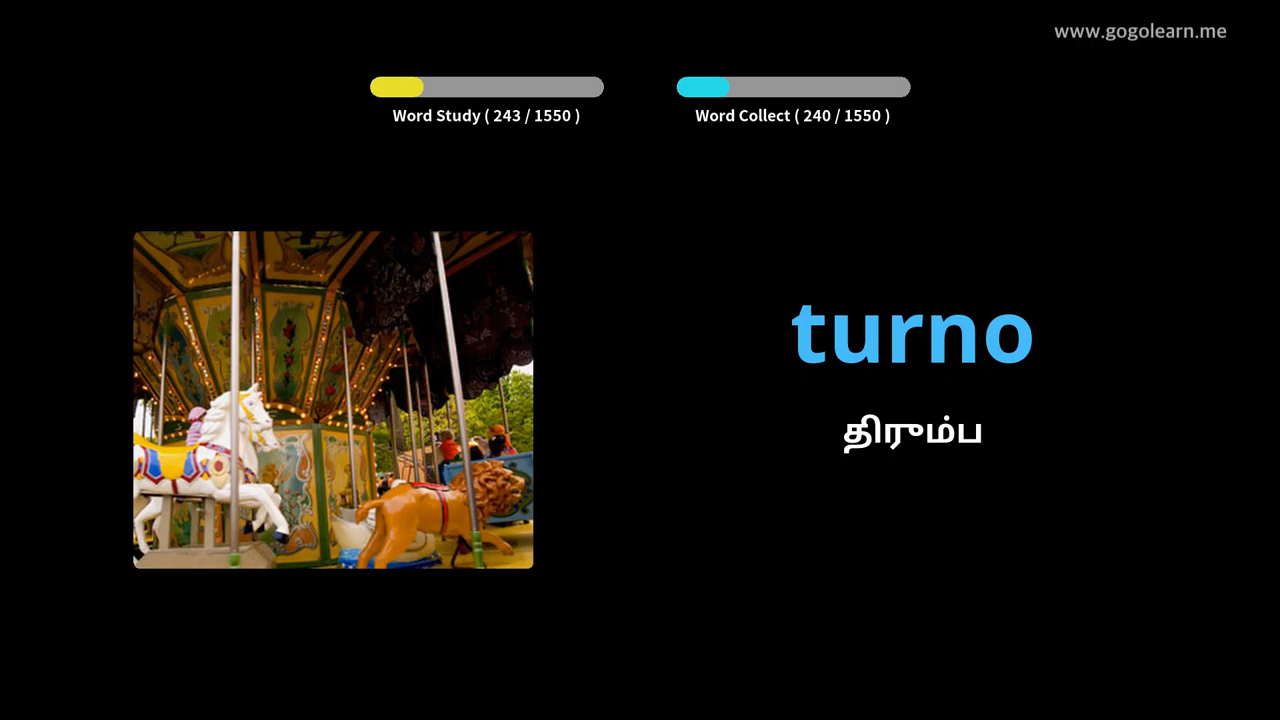 www.gogolearn.me
Word Study ( 243 / 1550 )
Word Collect ( 240 / 1550 )
turno
திரும்ப